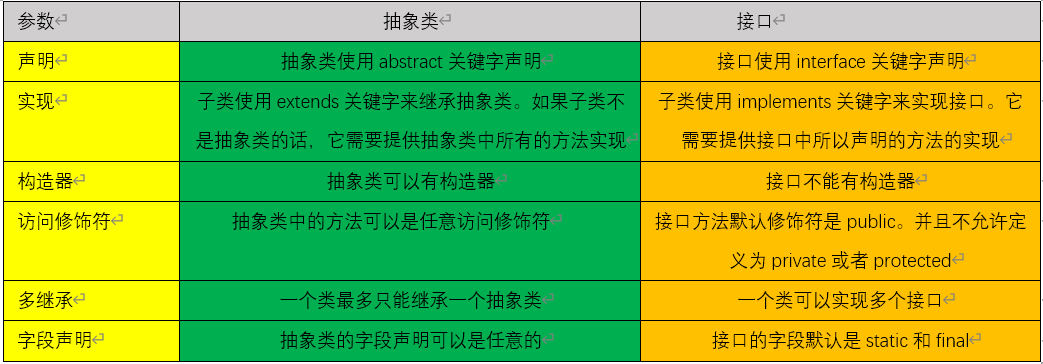 参数 抽象类 接口
声明 抽象类使用 abstract 关键字声明 接口使用 interface 关键字声明
实现 子类使用 extends 关键字来继承抽象类。如果子类不 子类使用 implements 关键字来实现接口。它
是抽象类的话，它需要提供抽象类中所有的方法实现 需要提供接口中所以声明的方法的实现
构造器 抽象类可以有构造器 接口不能有构造器
访问修饰符 抽象类中的方法可以是任意访问修饰符 接口方法默认修饰符是 public。并且不允许定
义为 private 或者 protected
多继承 一个类最多只能继承一个抽象类 一个类可以实现多个接口
字段声明 抽象类的字段声明可以是任意的 接口的字段默认是 static 和 final